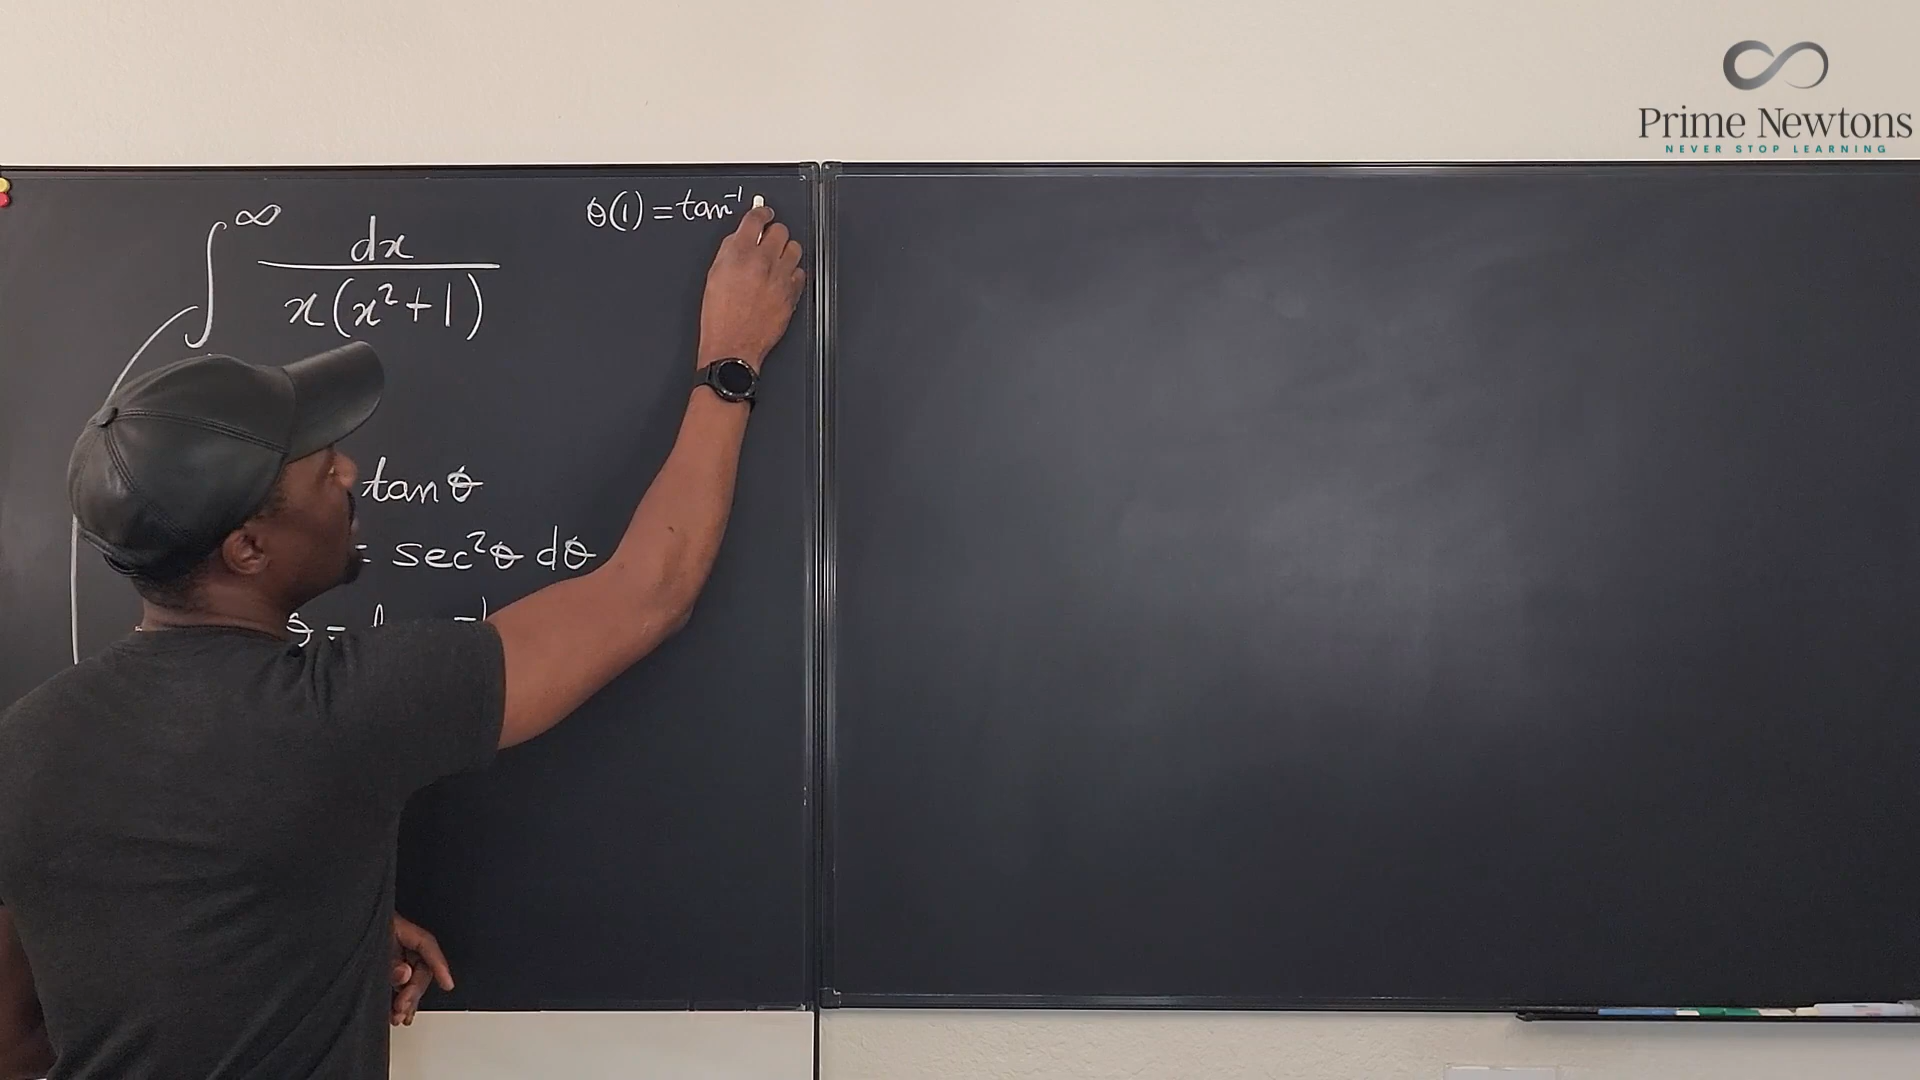 Prime Newtons
NEVER STOP LEARNING
θ(1) = tan⁻¹
∫^∞ dx / x(x²+1)
tan θ
= sec²θ dθ
θ =